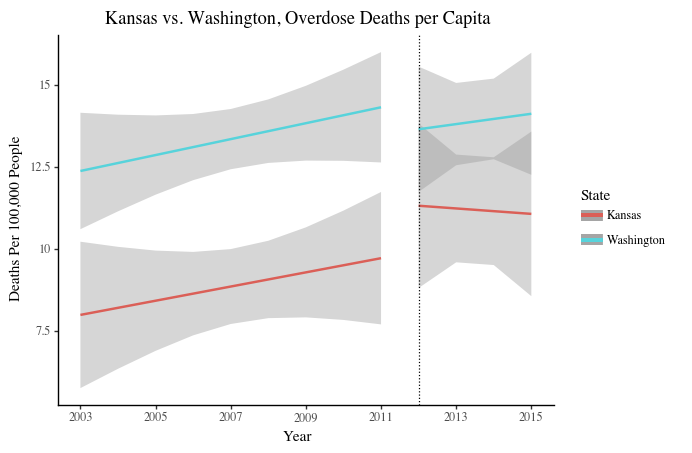 Kansas vs. Washington, Overdose Deaths per Capita
Deaths Per 100,000 People
15
12.5
10
7.5
2003
2005
2007
2009
2011
2013
2015
Year
State
Kansas
Washington